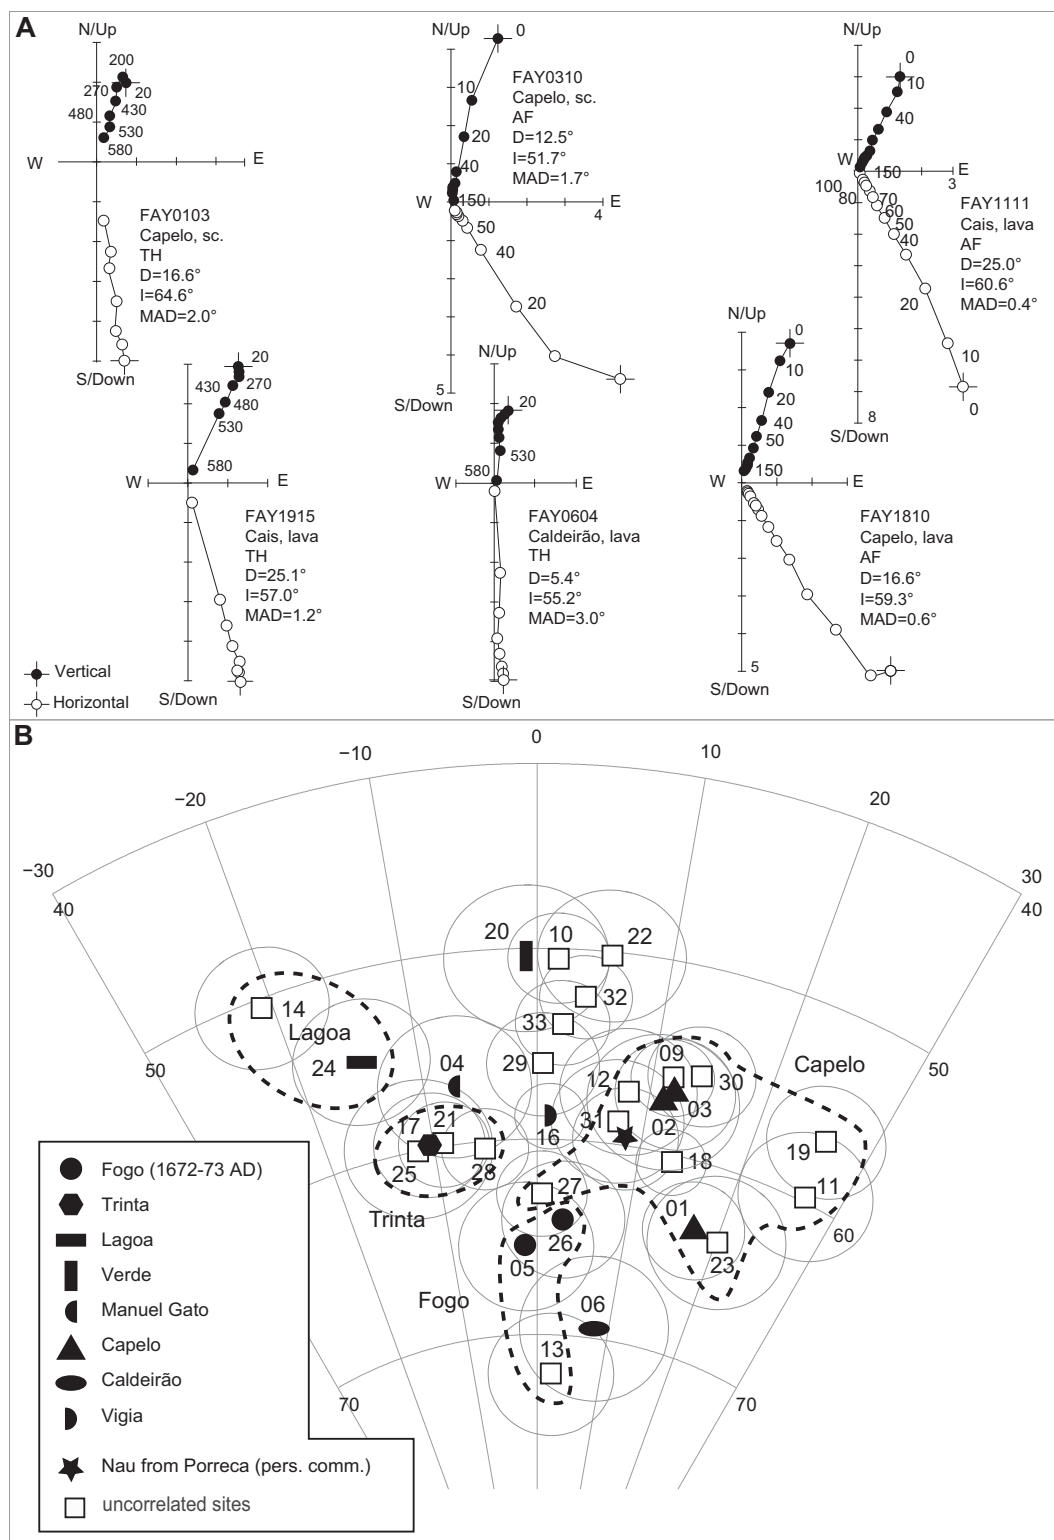 A
N/Up
200
270
20
480
430
530
580
W
E
FAY0103
Capelo, sc.
TH
D=16.6°
I=64.6°
MAD=2.0°
S/Down
N/Up
0
10
20
40
150
W
E
4
50
40
20
5
S/Down
FAY0310
Capelo, sc.
AF
D=12.5°
I=51.7°
MAD=1.7°
N/Up
0
10
40
W
E
150
3
100
80
70
60
50
40
20
10
0
8
S/Down
FAY1111
Cais, lava
AF
D=25.0°
I=60.6°
MAD=0.4°
20
430
270
480
530
580
W
E
FAY1915
Cais, lava
TH
D=25.1°
I=57.0°
MAD=1.2°
S/Down
N/Up
20
530
580
W
E
FAY0604
Caldeirão, lava
TH
D=5.4°
I=55.2°
MAD=3.0°
S/Down
N/Up
0
10
20
40
50
150
W
E
FAY1810
Capelo, lava
AF
D=16.6°
I=59.3°
MAD=0.6°
5
S/Down
Vertical
Horizontal
B
0
−10
10
−20
20
−30
30
40
40
20
10
22
14
32
Lagoa
33
24
04
29
09
Capelo
50
50
12
30
03
02
17
21
16
31
19
25
28
18
11
27
Trinta
01
60
26
05
23
Fogo
06
13
70
70
Fogo (1672-73 AD)
Trinta
Lagoa
Verde
Manuel Gato
Capelo
Caldeirão
Vigia
Nau from Porreca (pers. comm.)
uncorrelated sites